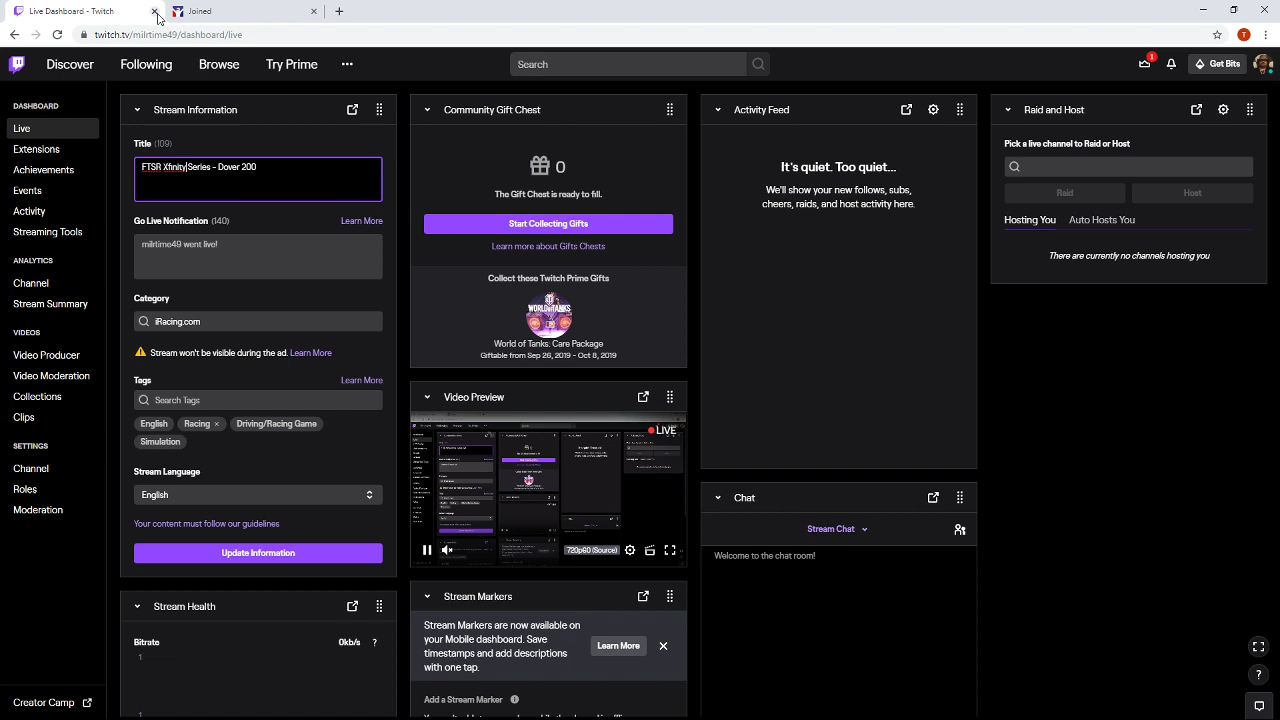 Live Dashboard - Twitch
Joined
twitch.tv/milrtime49/dashboard/live
T
Discover
Following
Browse
Try Prime
Search
1
Get Bits
DASHBOARD
Live
Extensions
Achievements
Events
Activity
Streaming Tools
ANALYTICS
Channel
Stream Summary
VIDEOS
Video Producer
Video Moderation
Collections
Clips
SETTINGS
Channel
Roles
Moderation
Creator Camp
Stream Information
Title (109)
FTSR Xfinity Series - Dover 200
Go Live Notification (140)
Learn More
milrtime49 went live!
Category
iRacing.com
Stream won't be visible during the ad. Learn More
Tags
Learn More
Search Tags
English
Racing
Driving/Racing Game
Simulation
Stream Language
English
Your content must follow our guidelines
Update Information
Stream Health
Bitrate
0kb/s ?
1
Community Gift Chest
0
The Gift Chest is ready to fill.
Start Collecting Gifts
Learn more about Gifts Chests
Collect these Twitch Prime Gifts
WORLD OF TANKS
World of Tanks: Care Package
Giftable from Sep 26, 2019 - Oct 8, 2019
Video Preview
LIVE
720p60 (Source)
Stream Markers
Stream Markers are now available on
your Mobile dashboard. Save
timestamps and add descriptions
with one tap.
Learn More
Add a Stream Marker
Activity Feed
It's quiet. Too quiet...
We'll show your new follows, subs,
cheers, raids, and host activity here.
Chat
Stream Chat
Welcome to the chat room!
Raid and Host
Pick a live channel to Raid or Host
Raid
Host
Hosting You
Auto Hosts You
There are currently no channels hosting you
?